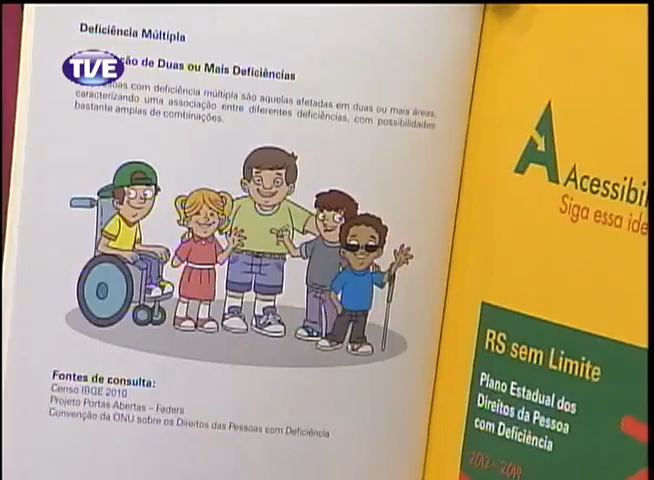 Deficiência Múltipla
TVE
ção de Duas ou Mais Deficiências
oas com deficiência múltipla são aquelas afetadas em duas ou mais áreas,
caracterizando uma associação entre diferentes deficiências, com possibilidades
bastante amplas de combinações.
Fontes de consulta:
Censo IBGE 2010
Projeto Portas Abertas – Faders
Convenção da ONU sobre os Direitos das Pessoas com Deficiência
Acessibi
Siga essa ide
RS sem Limite
Plano Estadual dos
Direitos da Pessoa
com Deficiência